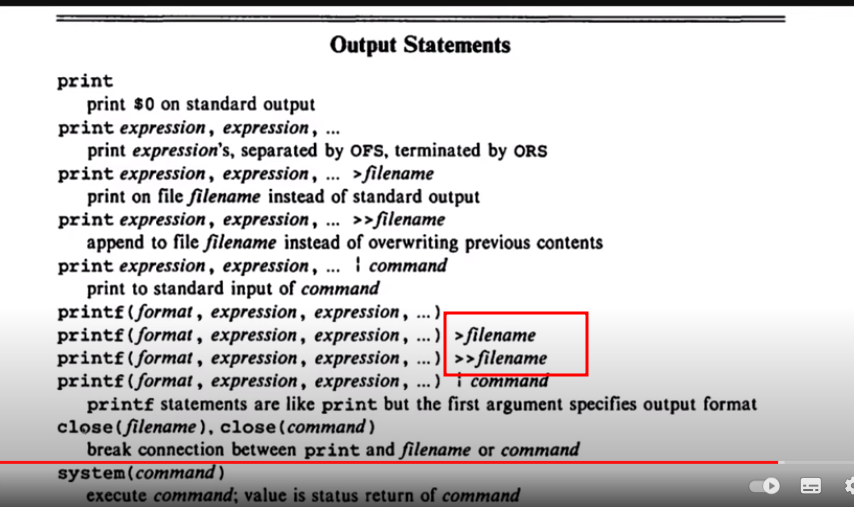 Output Statements
print
print $0 on standard output
print expression, expression, ...
print expression's, separated by OFS, terminated by ORS
print expression, expression, ... >filename
print on file filename instead of standard output
print expression, expression, ... >>filename
append to file filename instead of overwriting previous contents
print expression, expression, ... | command
print to standard input of command
printf(format, expression, expression, ...)
printf(format, expression, expression, ...) >filename
printf(format, expression, expression, ...) >>filename
printf(format, expression, expression, ...) | command
printf statements are like print but the first argument specifies output format
close(filename), close(command)
break connection between print and filename or command
system(command)
execute command; value is status return of command